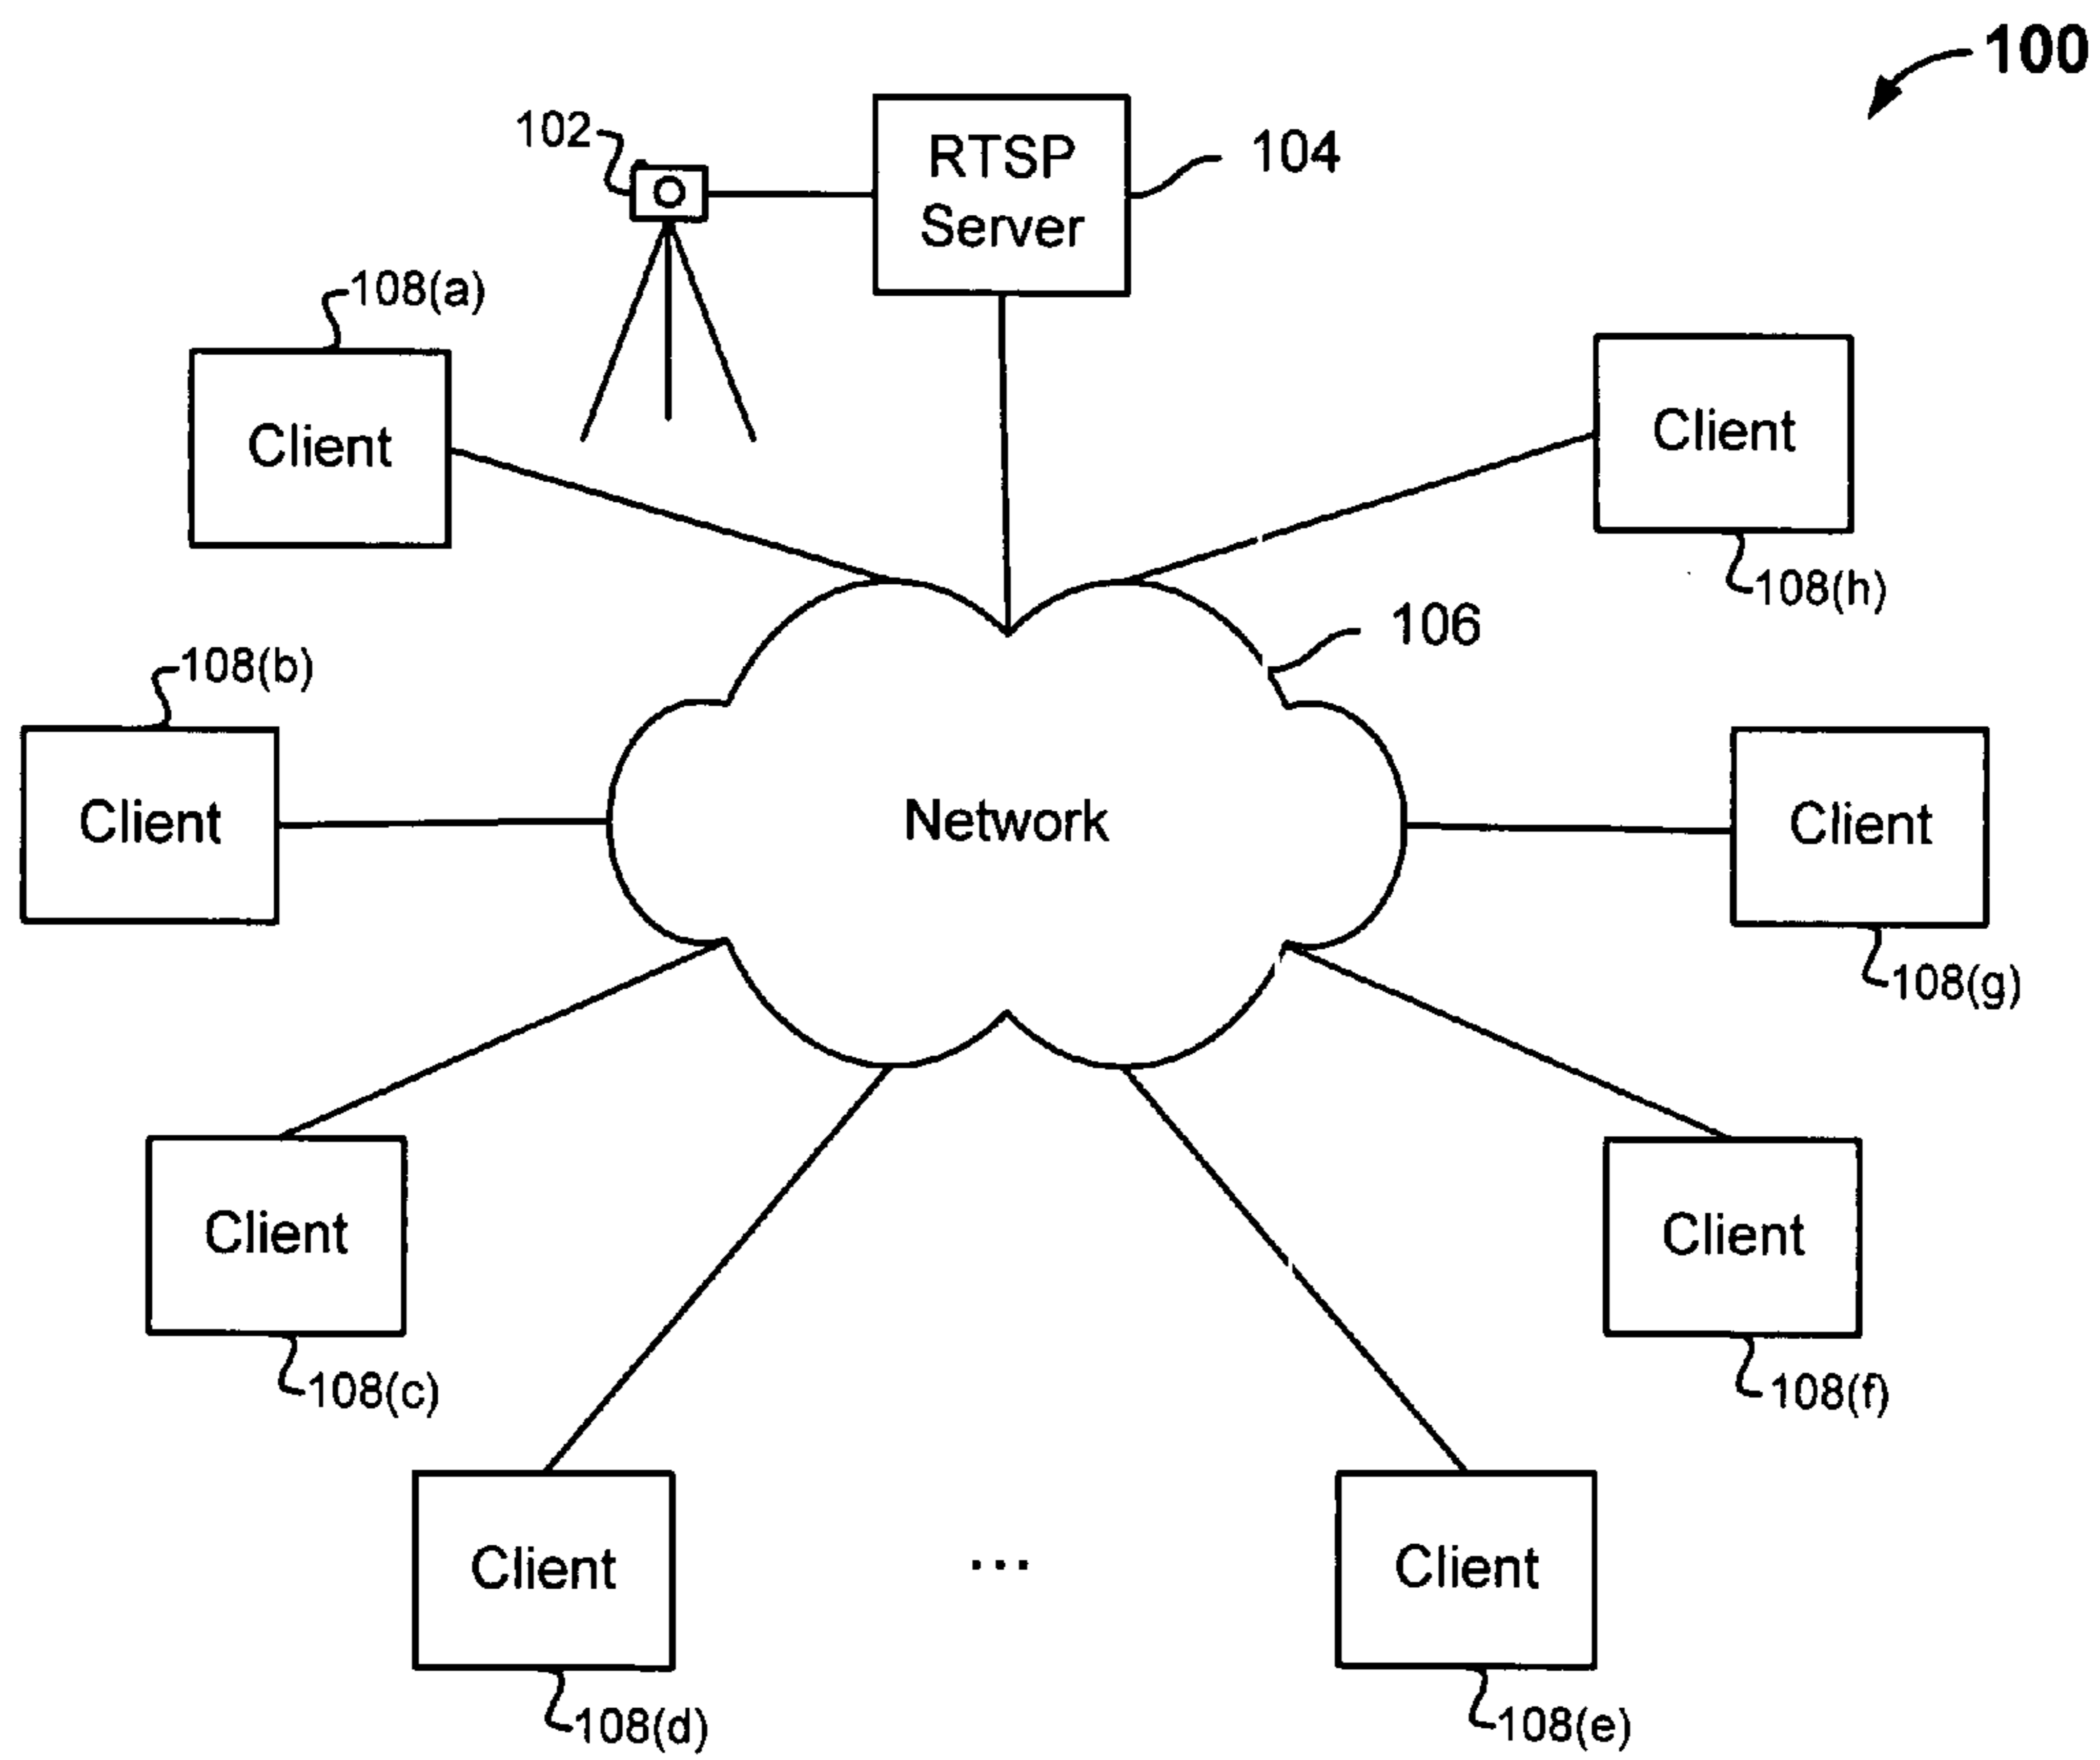 100
102
RTSP
Server
104
108(a)
Client
Client
108(h)
106
108(b)
Client
Network
Client
108(g)
Client
108(c)
Client
108(f)
Client
...
Client
108(d)
108(e)